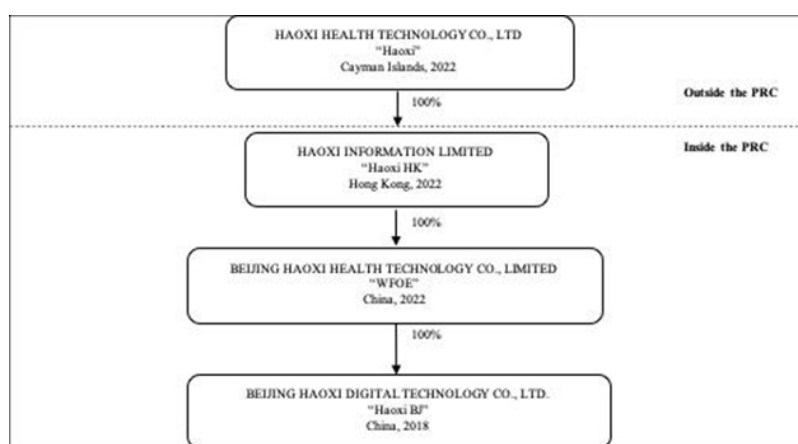 HAOXI HEALTH TECHNOLOGY CO., LTD
“Haoxi”
Cayman Islands, 2022
Outside the PRC
100%
Inside the PRC
HAOXI INFORMATION LIMITED
“Haoxi HK”
Hong Kong, 2022
100%
BEIJING HAOXI HEALTH TECHNOLOGY CO., LIMITED
“WFOE”
China, 2022
100%
BEIJING HAOXI DIGITAL TECHNOLOGY CO., LTD.
“Haoxi BJ”
China, 2018